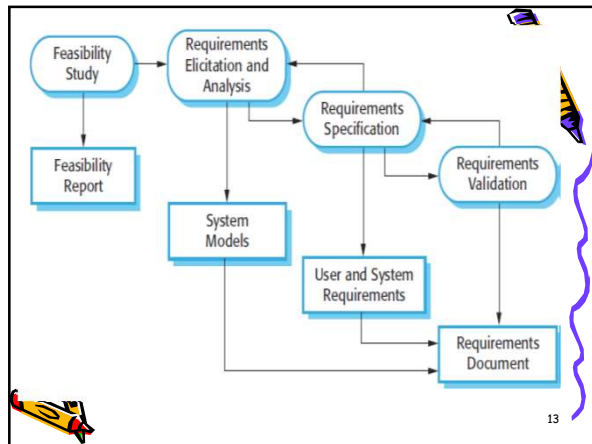 Feasibility
Study
Requirements
Elicitation and
Analysis
Requirements
Specification
Requirements
Validation
Feasibility
Report
System
Models
User and System
Requirements
Requirements
Document
13